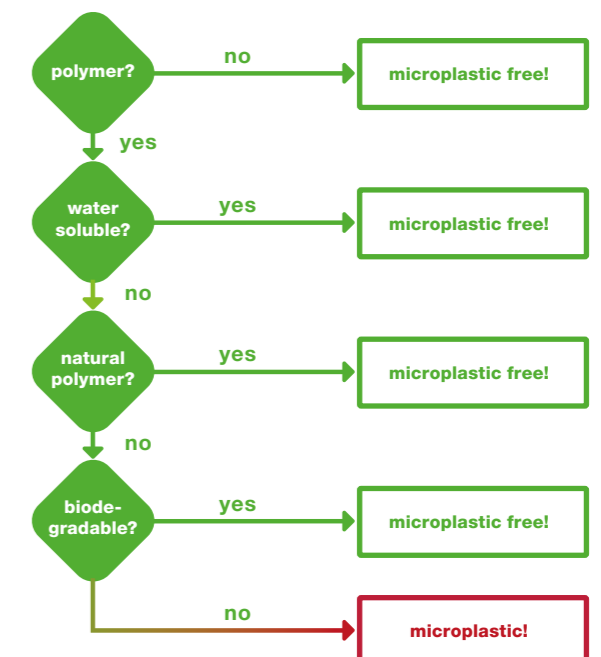 polymer?
no
microplastic free!
yes
water
soluble?
yes
microplastic free!
no
natural
polymer?
yes
microplastic free!
no
biode-
gradable?
yes
microplastic free!
no
microplastic!